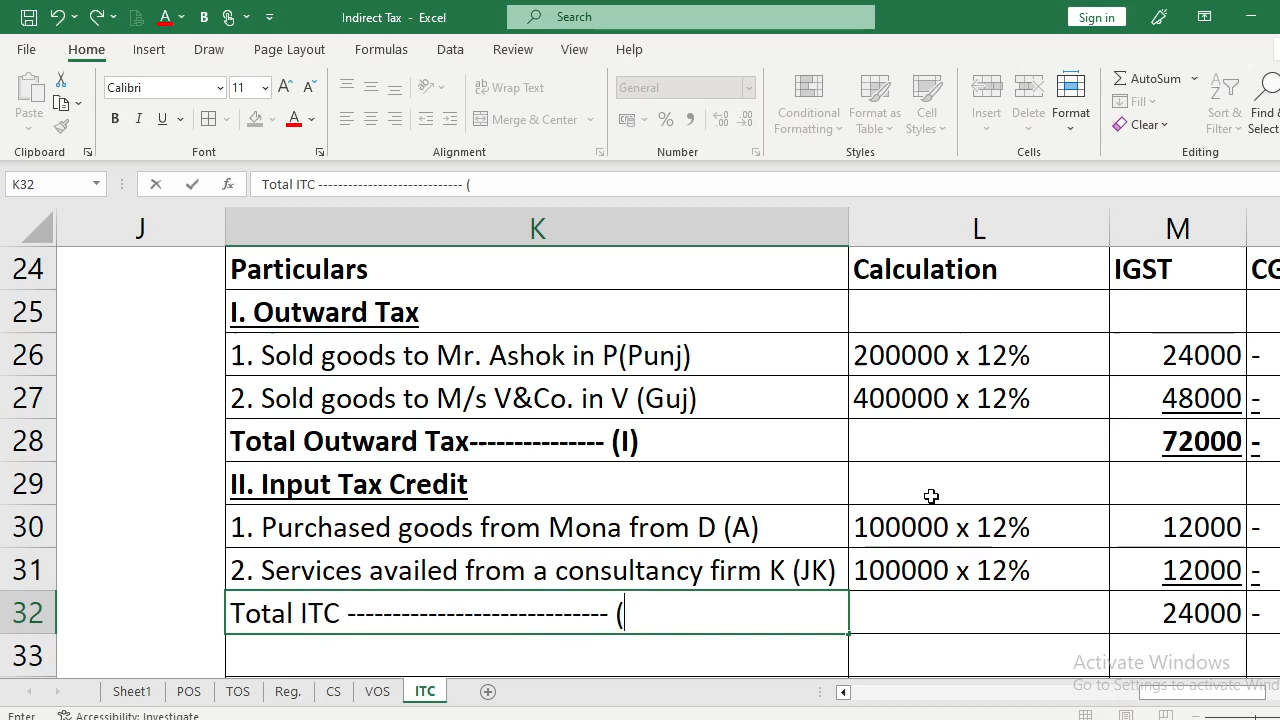 Indirect Tax - Excel
Search
Sign in
File Home Insert Draw Page Layout Formulas Data Review View Help
Paste
Clipboard
Calibri 11
B I U
Font
Wrap Text
Merge & Center
Alignment
General
Number
Conditional Formatting
Format as Table
Cell Styles
Styles
Insert Delete Format
Cells
AutoSum
Fill
Clear
Sort & Filter
Find & Select
Editing
K32 Total ITC ---------------------------- (
J K L M
24 Particulars Calculation IGST CG
25 I. Outward Tax
26 1. Sold goods to Mr. Ashok in P(Punj) 200000 x 12% 24000 -
27 2. Sold goods to M/s V&Co. in V (Guj) 400000 x 12% 48000 -
28 Total Outward Tax--------------- (I) 72000 -
29 II. Input Tax Credit
30 1. Purchased goods from Mona from D (A) 100000 x 12% 12000 -
31 2. Services availed from a consultancy firm K (JK) 100000 x 12% 12000 -
32 Total ITC ---------------------------- ( 24000 -
33
Activate Windows
Go to Settings to activate Wind
Sheet1 POS TOS Reg. CS VOS ITC
Enter Accessibility: Investigate